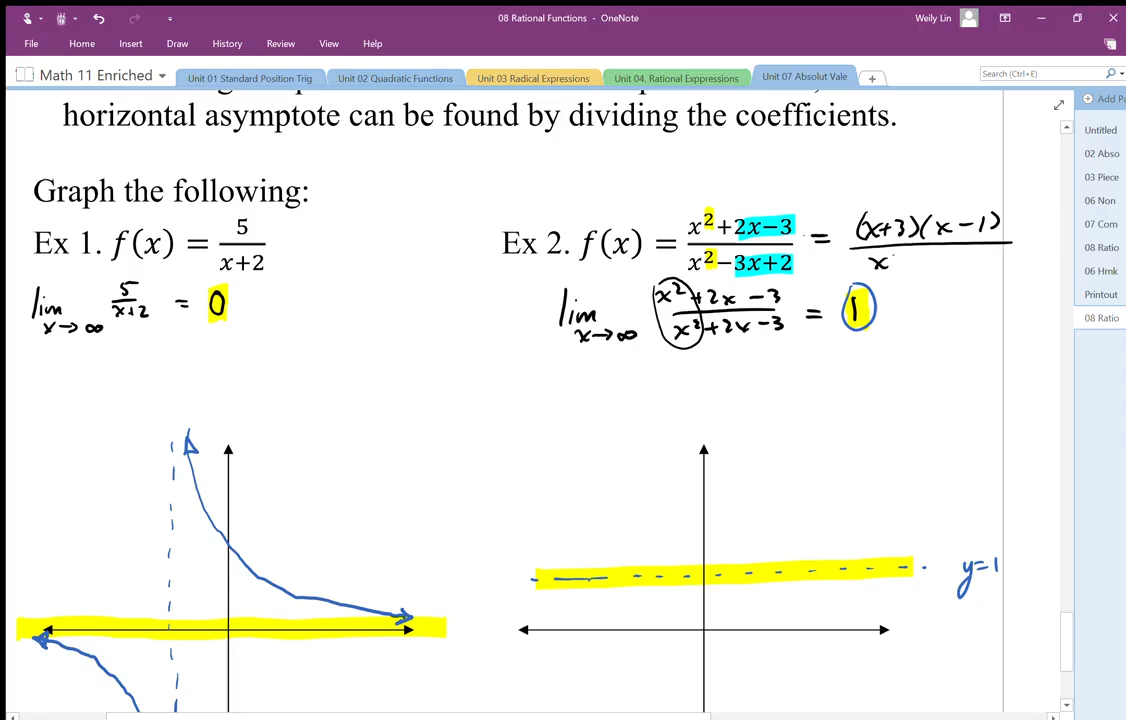 08 Rational Functions - OneNote
Weily Lin
File Home Insert Draw History Review View Help
Math 11 Enriched
Unit 01 Standard Position Trig
Unit 02 Quadratic Functions
Unit 03 Radical Expressions
Unit 04. Rational Exppressions
Unit 07 Absolut Vale
Search (Ctrl+E)
Add Pa
Untitled
02 Abso
03 Piece
06 Non
07 Com
08 Ratio
06 Hmk
Printout
08 Ratio
horizontal asymptote can be found by dividing the coefficients.
Graph the following:
Ex 1. f(x) = 5/(x+2)
lim x→∞ 5/(x+2) = 0
Ex 2. f(x) = (x²+2x−3)/(x²−3x+2) = (x+3)(x−1)/x
lim x→∞ (x²+2x−3)/(x²+2x−3) = 1
y=1